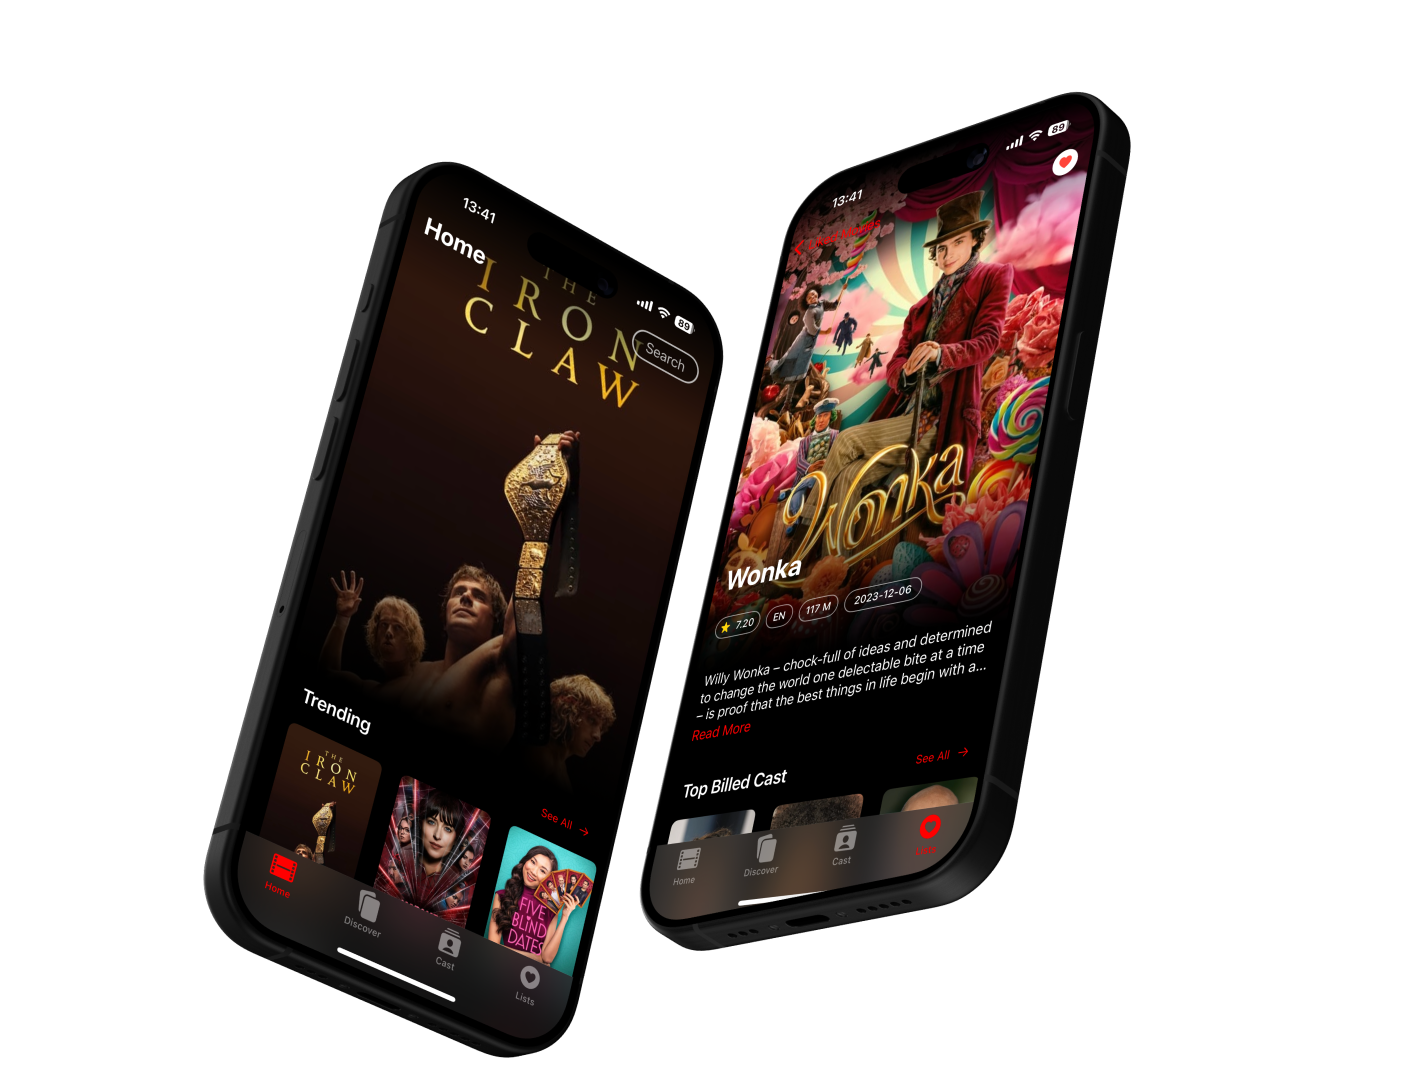 13:41
89
Home
Search
THE
IRON
CLAW
Trending
See All
THE
IRON
CLAW
FIVE
BLIND
DATES
Home
Discover
Cast
Lists
13:41
89
Wonka
Wonka
7.20
EN
117 M
2023-12-06
Willy Wonka – chock-full of ideas and determined
to change the world one delectable bite at a time
– is proof that the best things in life begin with a...
Read More
Top Billed Cast
See All
Home
Discover
Cast
Lists